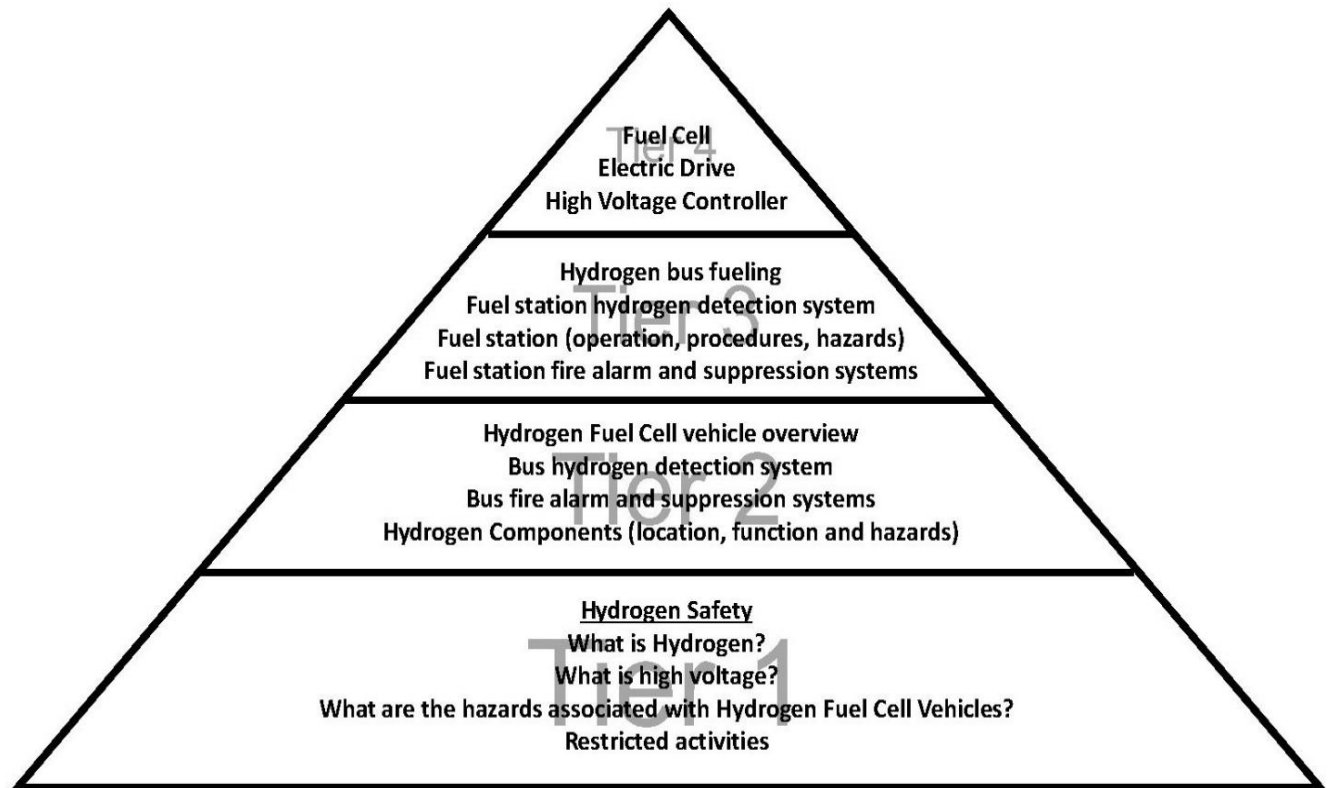 Tier 4
Fuel Cell
Electric Drive
High Voltage Controller
Tier 3
Hydrogen bus fueling
Fuel station hydrogen detection system
Fuel station (operation, procedures, hazards)
Fuel station fire alarm and suppression systems
Tier 2
Hydrogen Fuel Cell vehicle overview
Bus hydrogen detection system
Bus fire alarm and suppression systems
Hydrogen Components (location, function and hazards)
Tier 1
Hydrogen Safety
What is Hydrogen?
What is high voltage?
What are the hazards associated with Hydrogen Fuel Cell Vehicles?
Restricted activities